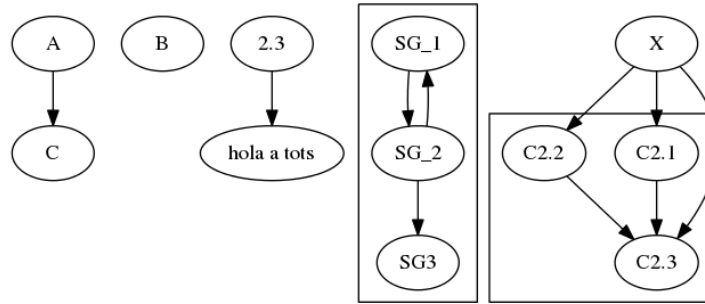 A
B
2.3
SG_1
X
C
hola a tots
SG_2
C2.2
C2.1
SG3
C2.3